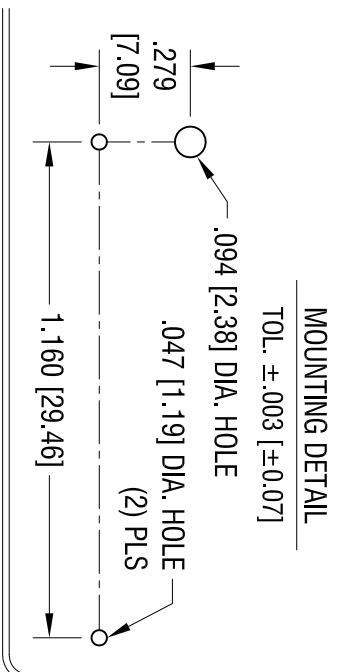 MOUNTING DETAIL
TOL. ±.003 [±0.07]
.094 [2.38] DIA. HOLE
.047 [1.19] DIA. HOLE
(2) PLS
.279
[7.09]
1.160 [29.46]